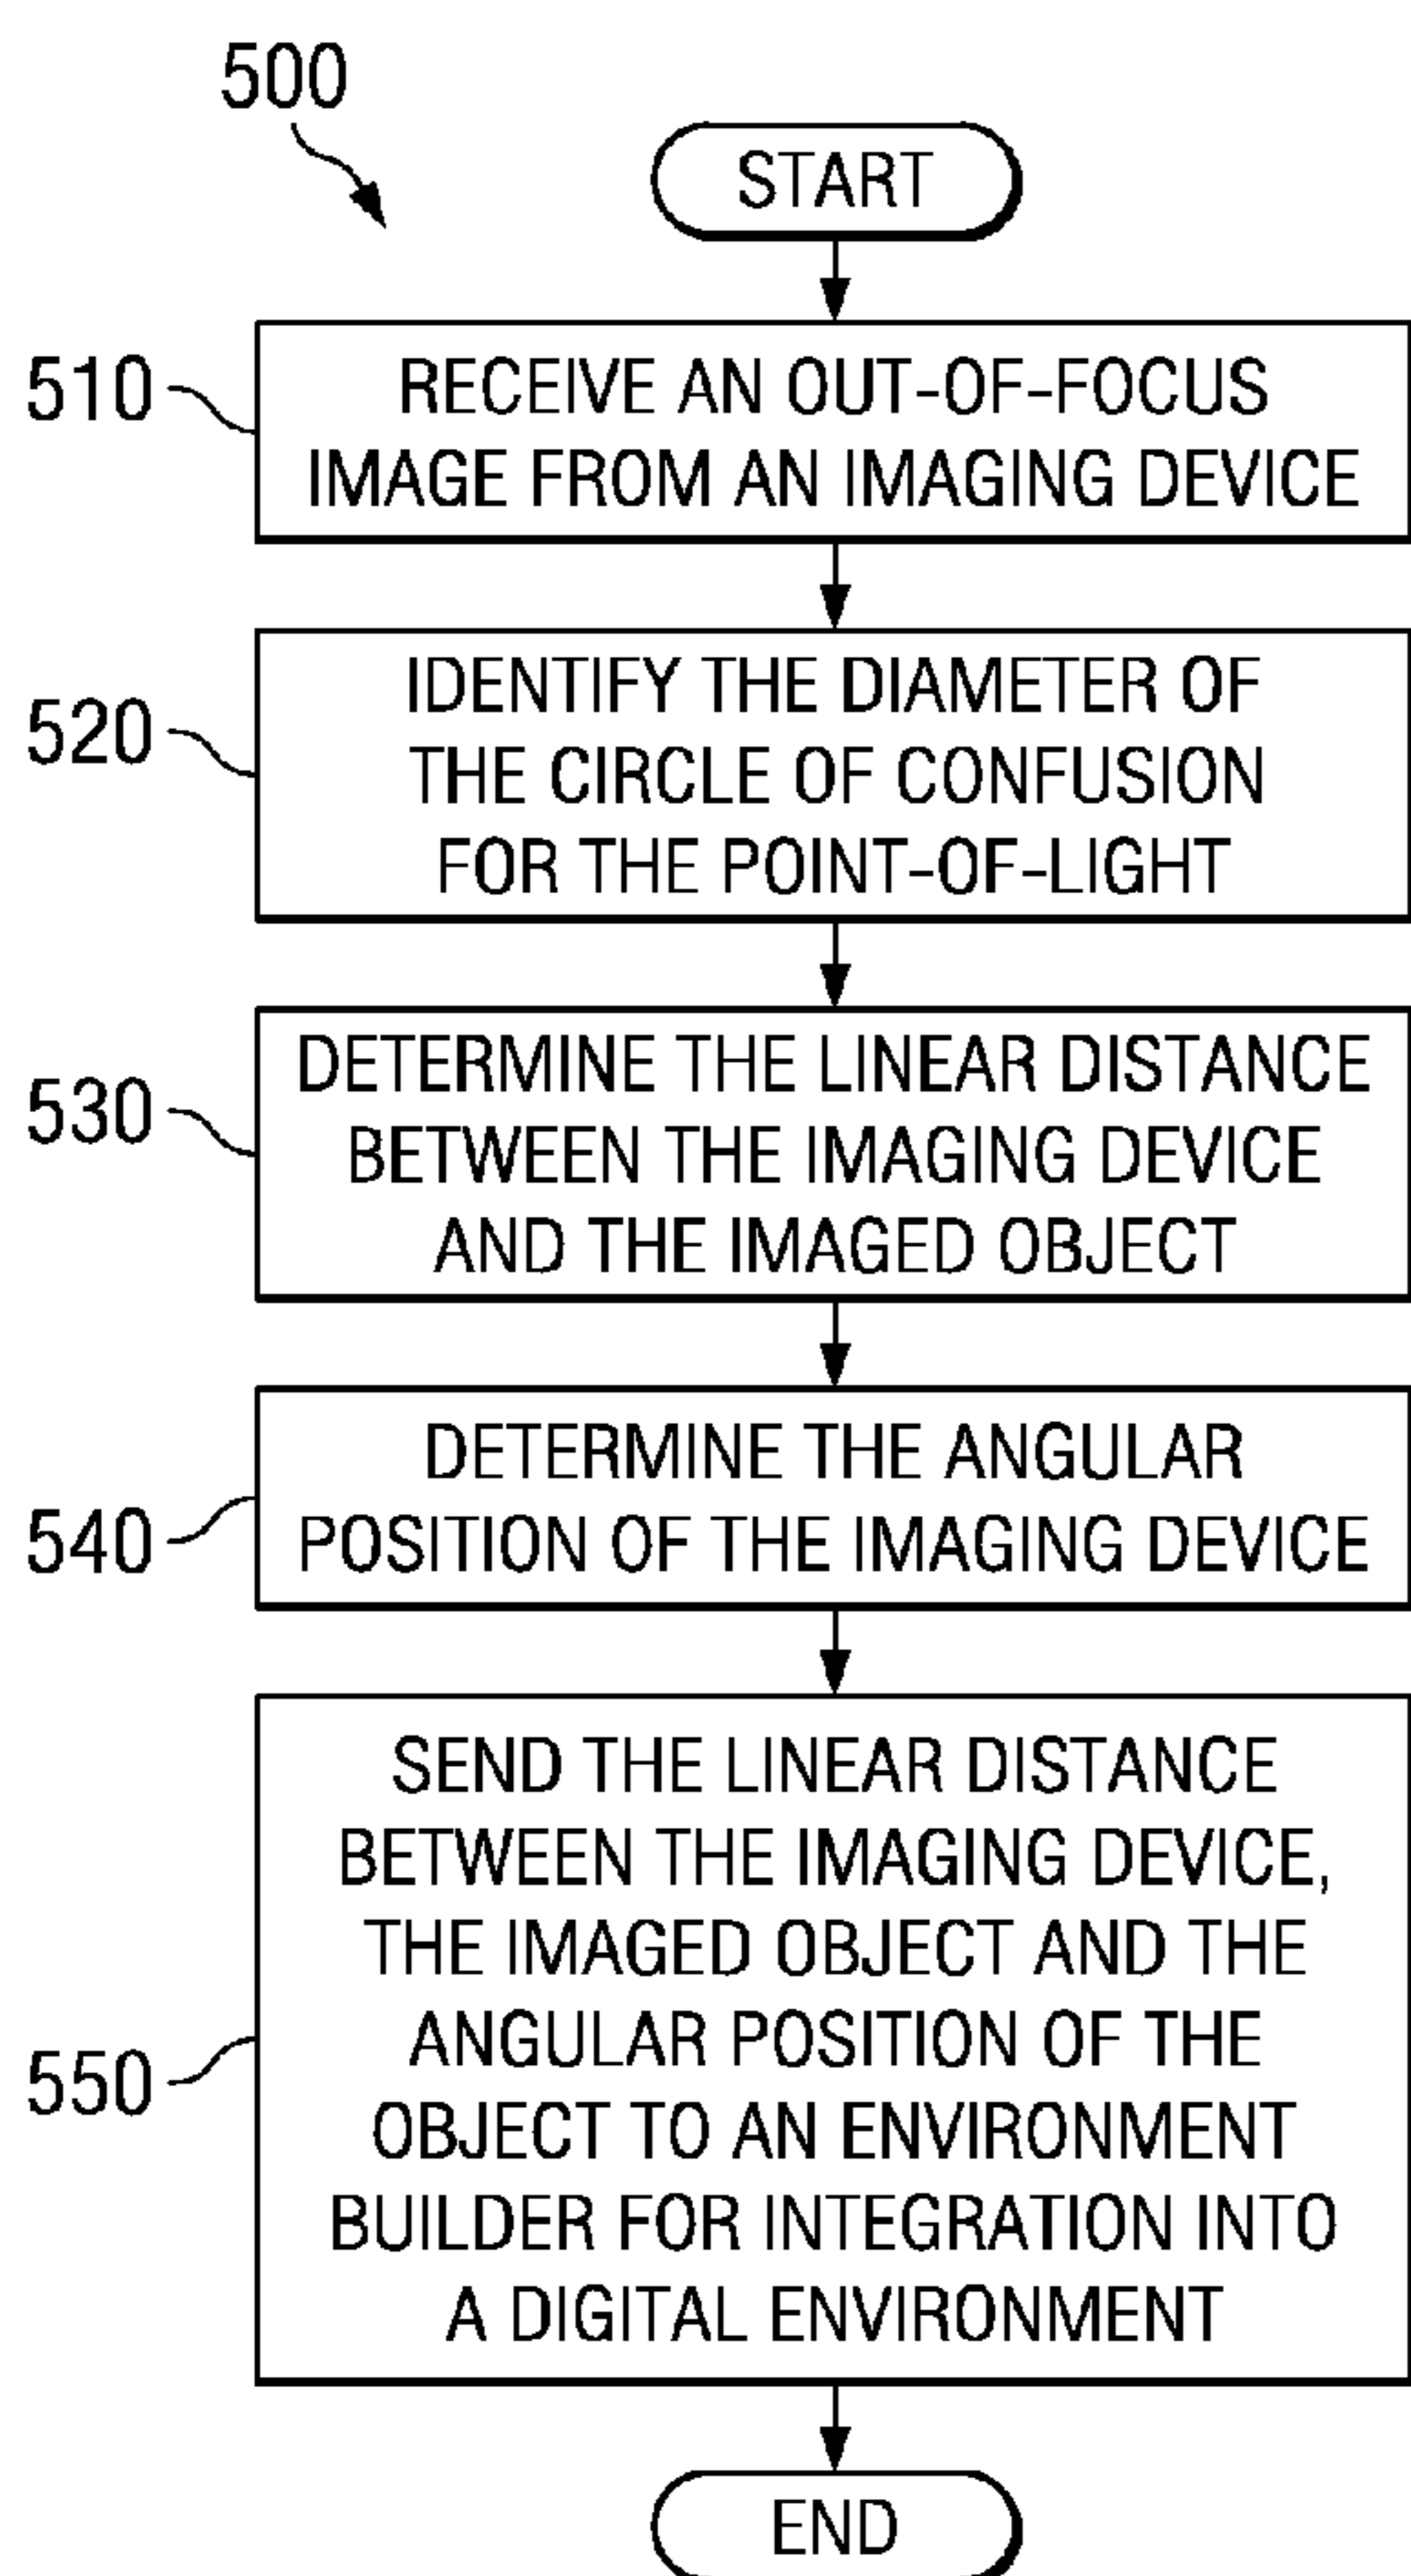 500
START
510
RECEIVE AN OUT-OF-FOCUS
IMAGE FROM AN IMAGING DEVICE
520
IDENTIFY THE DIAMETER OF
THE CIRCLE OF CONFUSION
FOR THE POINT-OF-LIGHT
530
DETERMINE THE LINEAR DISTANCE
BETWEEN THE IMAGING DEVICE
AND THE IMAGED OBJECT
540
DETERMINE THE ANGULAR
POSITION OF THE IMAGING DEVICE
550
SEND THE LINEAR DISTANCE
BETWEEN THE IMAGING DEVICE,
THE IMAGED OBJECT AND THE
ANGULAR POSITION OF THE
OBJECT TO AN ENVIRONMENT
BUILDER FOR INTEGRATION INTO
A DIGITAL ENVIRONMENT
END